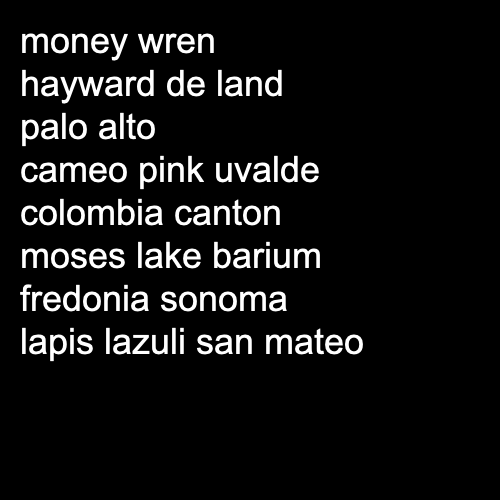 money wren
hayward de land
palo alto
cameo pink uvalde
colombia canton
moses lake barium
fredonia sonoma
lapis lazuli san mateo